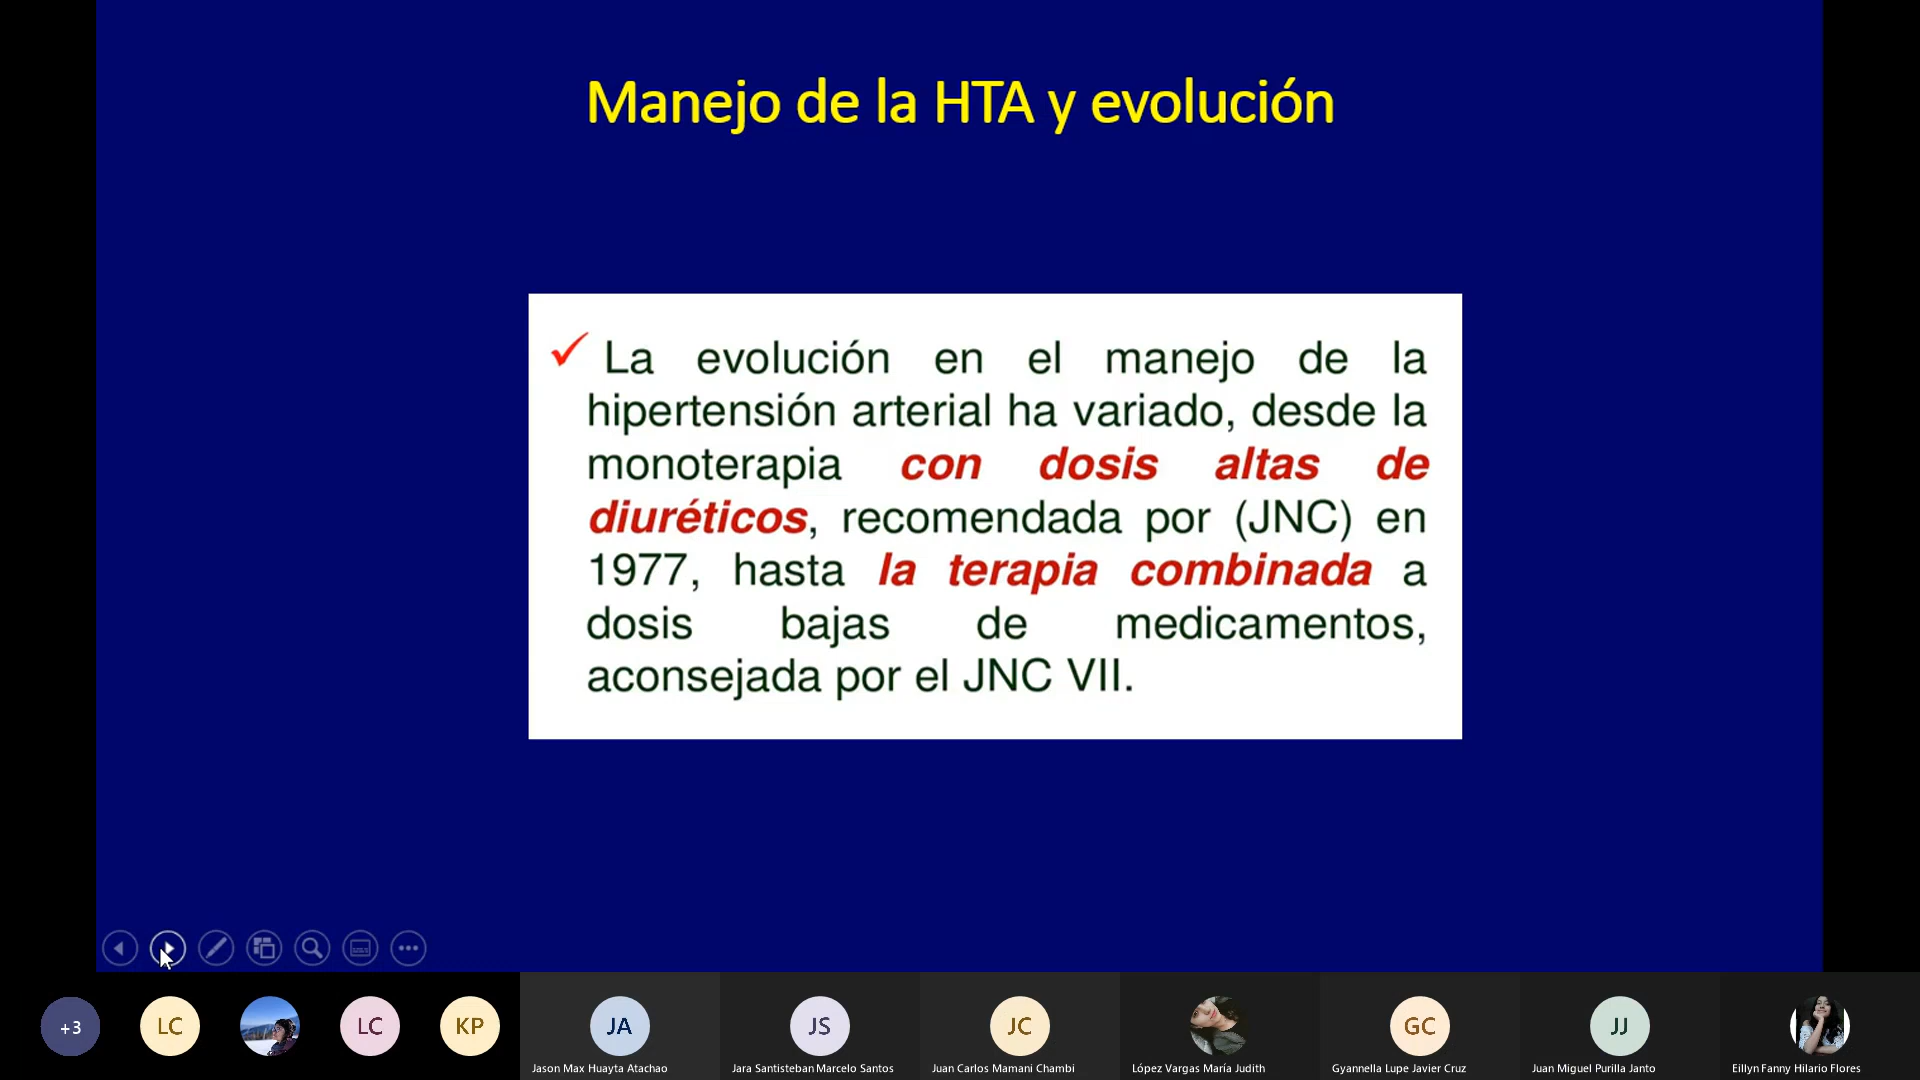 Manejo de la HTA y evolución
La evolución en el manejo de la
hipertensión arterial ha variado, desde la
monoterapia con dosis altas de
diuréticos, recomendada por (JNC) en
1977, hasta la terapia combinada a
dosis bajas de medicamentos,
aconsejada por el JNC VII.
+3
LC
LC
KP
JA
JS
JC
GC
JJ
Jason Max Huayta Atachao
Jara Santisteban Marcelo Santos
Juan Carlos Mamani Chambi
López Vargas María Judith
Gyannella Lupe Javier Cruz
Juan Miguel Purilla Janto
Eillyn Fanny Hilario Flores